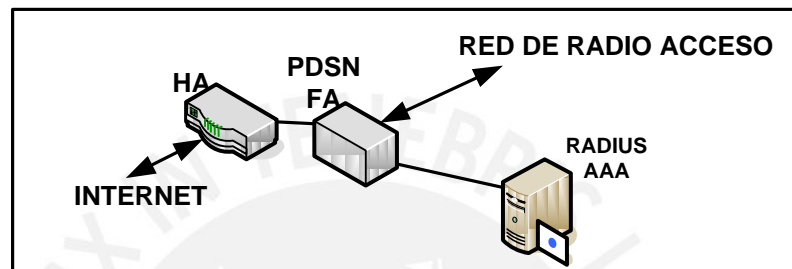 RED DE RADIO ACCESO
PDSN
FA
HA
RADIUS
AAA
INTERNET